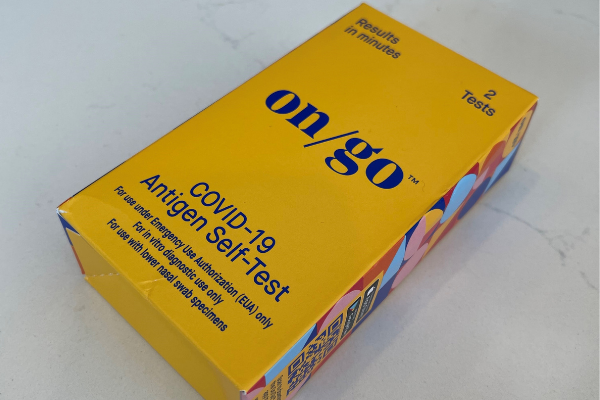 Results
in minutes
2
Tests
on/go™
COVID-19
Antigen Self-Test
For use under Emergency Use Authorization (EUA) only
For in vitro diagnostic use only
For use with lower nasal swab specimens